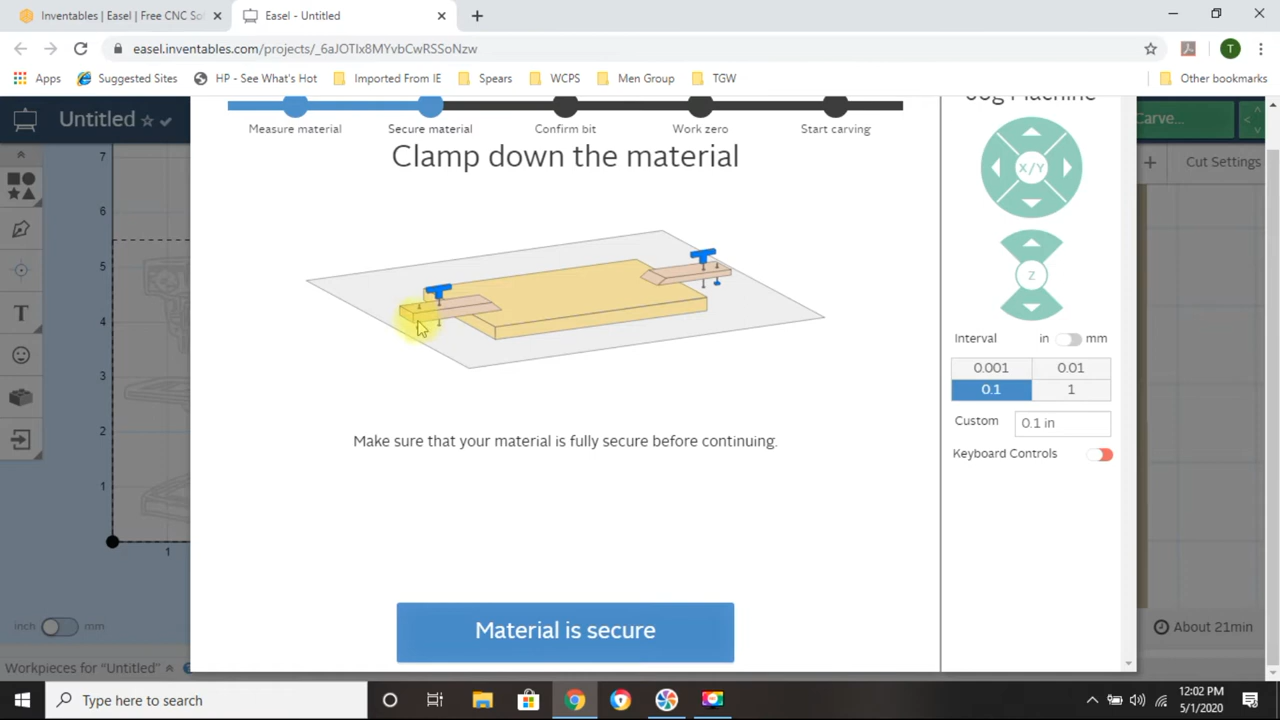 Inventables | Easel | Free CNC So
Easel - Untitled
easel.inventables.com/projects/_6aJOTIx8MYvbCwRSSoNzw
T
Apps
Suggested Sites
HP - See What's Hot
Imported From IE
Spears
WCPS
Men Group
TGW
Other bookmarks
Untitled
Measure material
Secure material
Confirm bit
Work zero
Start carving
Jog Machine
Carve...
Cut Settings
Clamp down the material
X/Y
Z
7
6
5
4
3
2
1
1
T
Interval
in
mm
0.001
0.01
0.1
1
Custom
0.1 in
Keyboard Controls
Make sure that your material is fully secure before continuing.
Material is secure
inch
mm
About 21min
Workpieces for "Untitled"
Type here to search
12:02 PM
5/1/2020